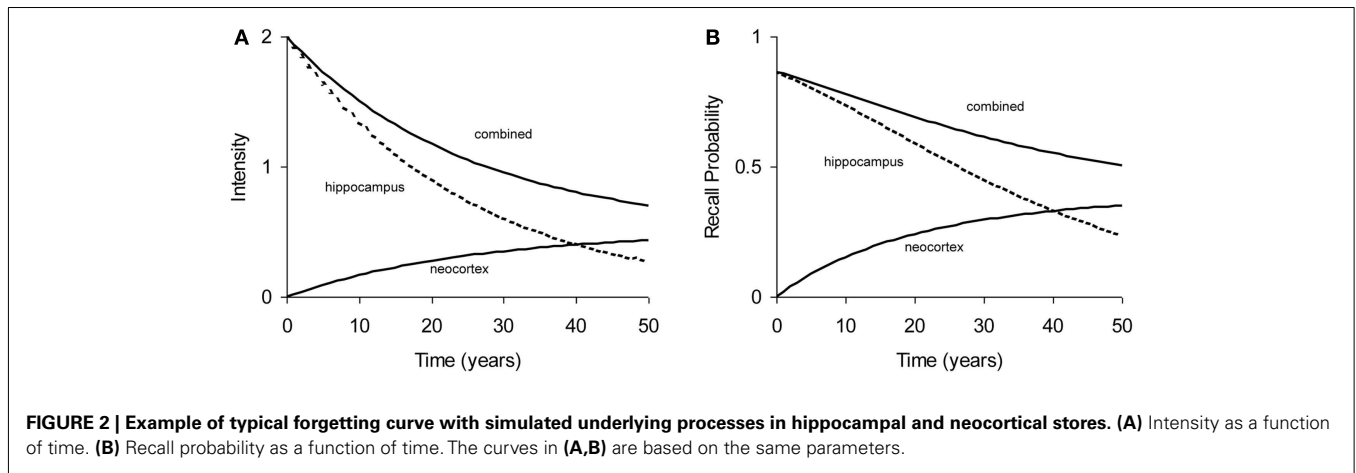 A
2
1
0
Intensity
combined
hippocampus
neocortex
0 10 20 30 40 50
Time (years)
B
1
0.5
0
Recall Probability
combined
hippocampus
neocortex
0 10 20 30 40 50
Time (years)
FIGURE 2 | Example of typical forgetting curve with simulated underlying processes in hippocampal and neocortical stores. (A) Intensity as a function
of time. (B) Recall probability as a function of time. The curves in (A,B) are based on the same parameters.